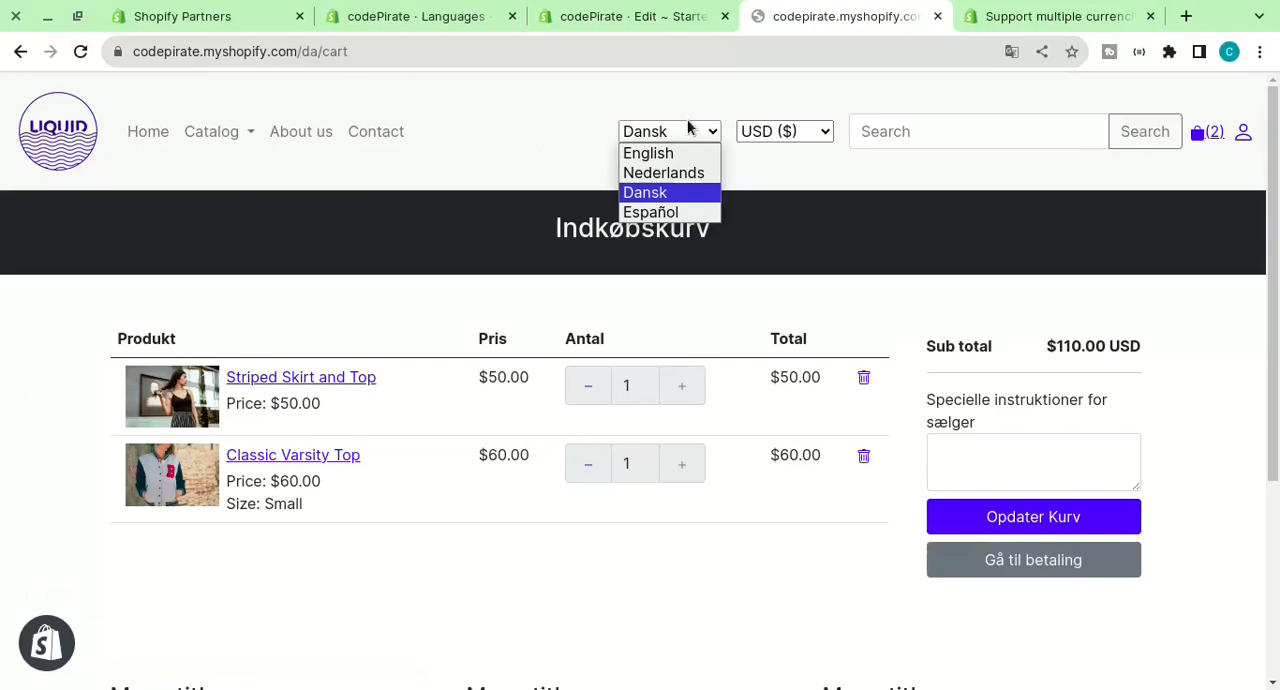 Shopify Partners
codePirate · Languages ·
codePirate · Edit ~ Starte
codepirate.myshopify.co
Support multiple currenci
codepirate.myshopify.com/da/cart
C
LIQUID
Home
Catalog
About us
Contact
Dansk
USD ($)
Search
Search
(2)
English
Nederlands
Dansk
Español
Indkøbskurv
Produkt
Pris
Antal
Total
Striped Skirt and Top
Price: $50.00
$50.00
− 1 +
$50.00
Classic Varsity Top
Price: $60.00
Size: Small
$60.00
− 1 +
$60.00
Sub total
$110.00 USD
Specielle instruktioner for
sælger
Opdater Kurv
Gå til betaling